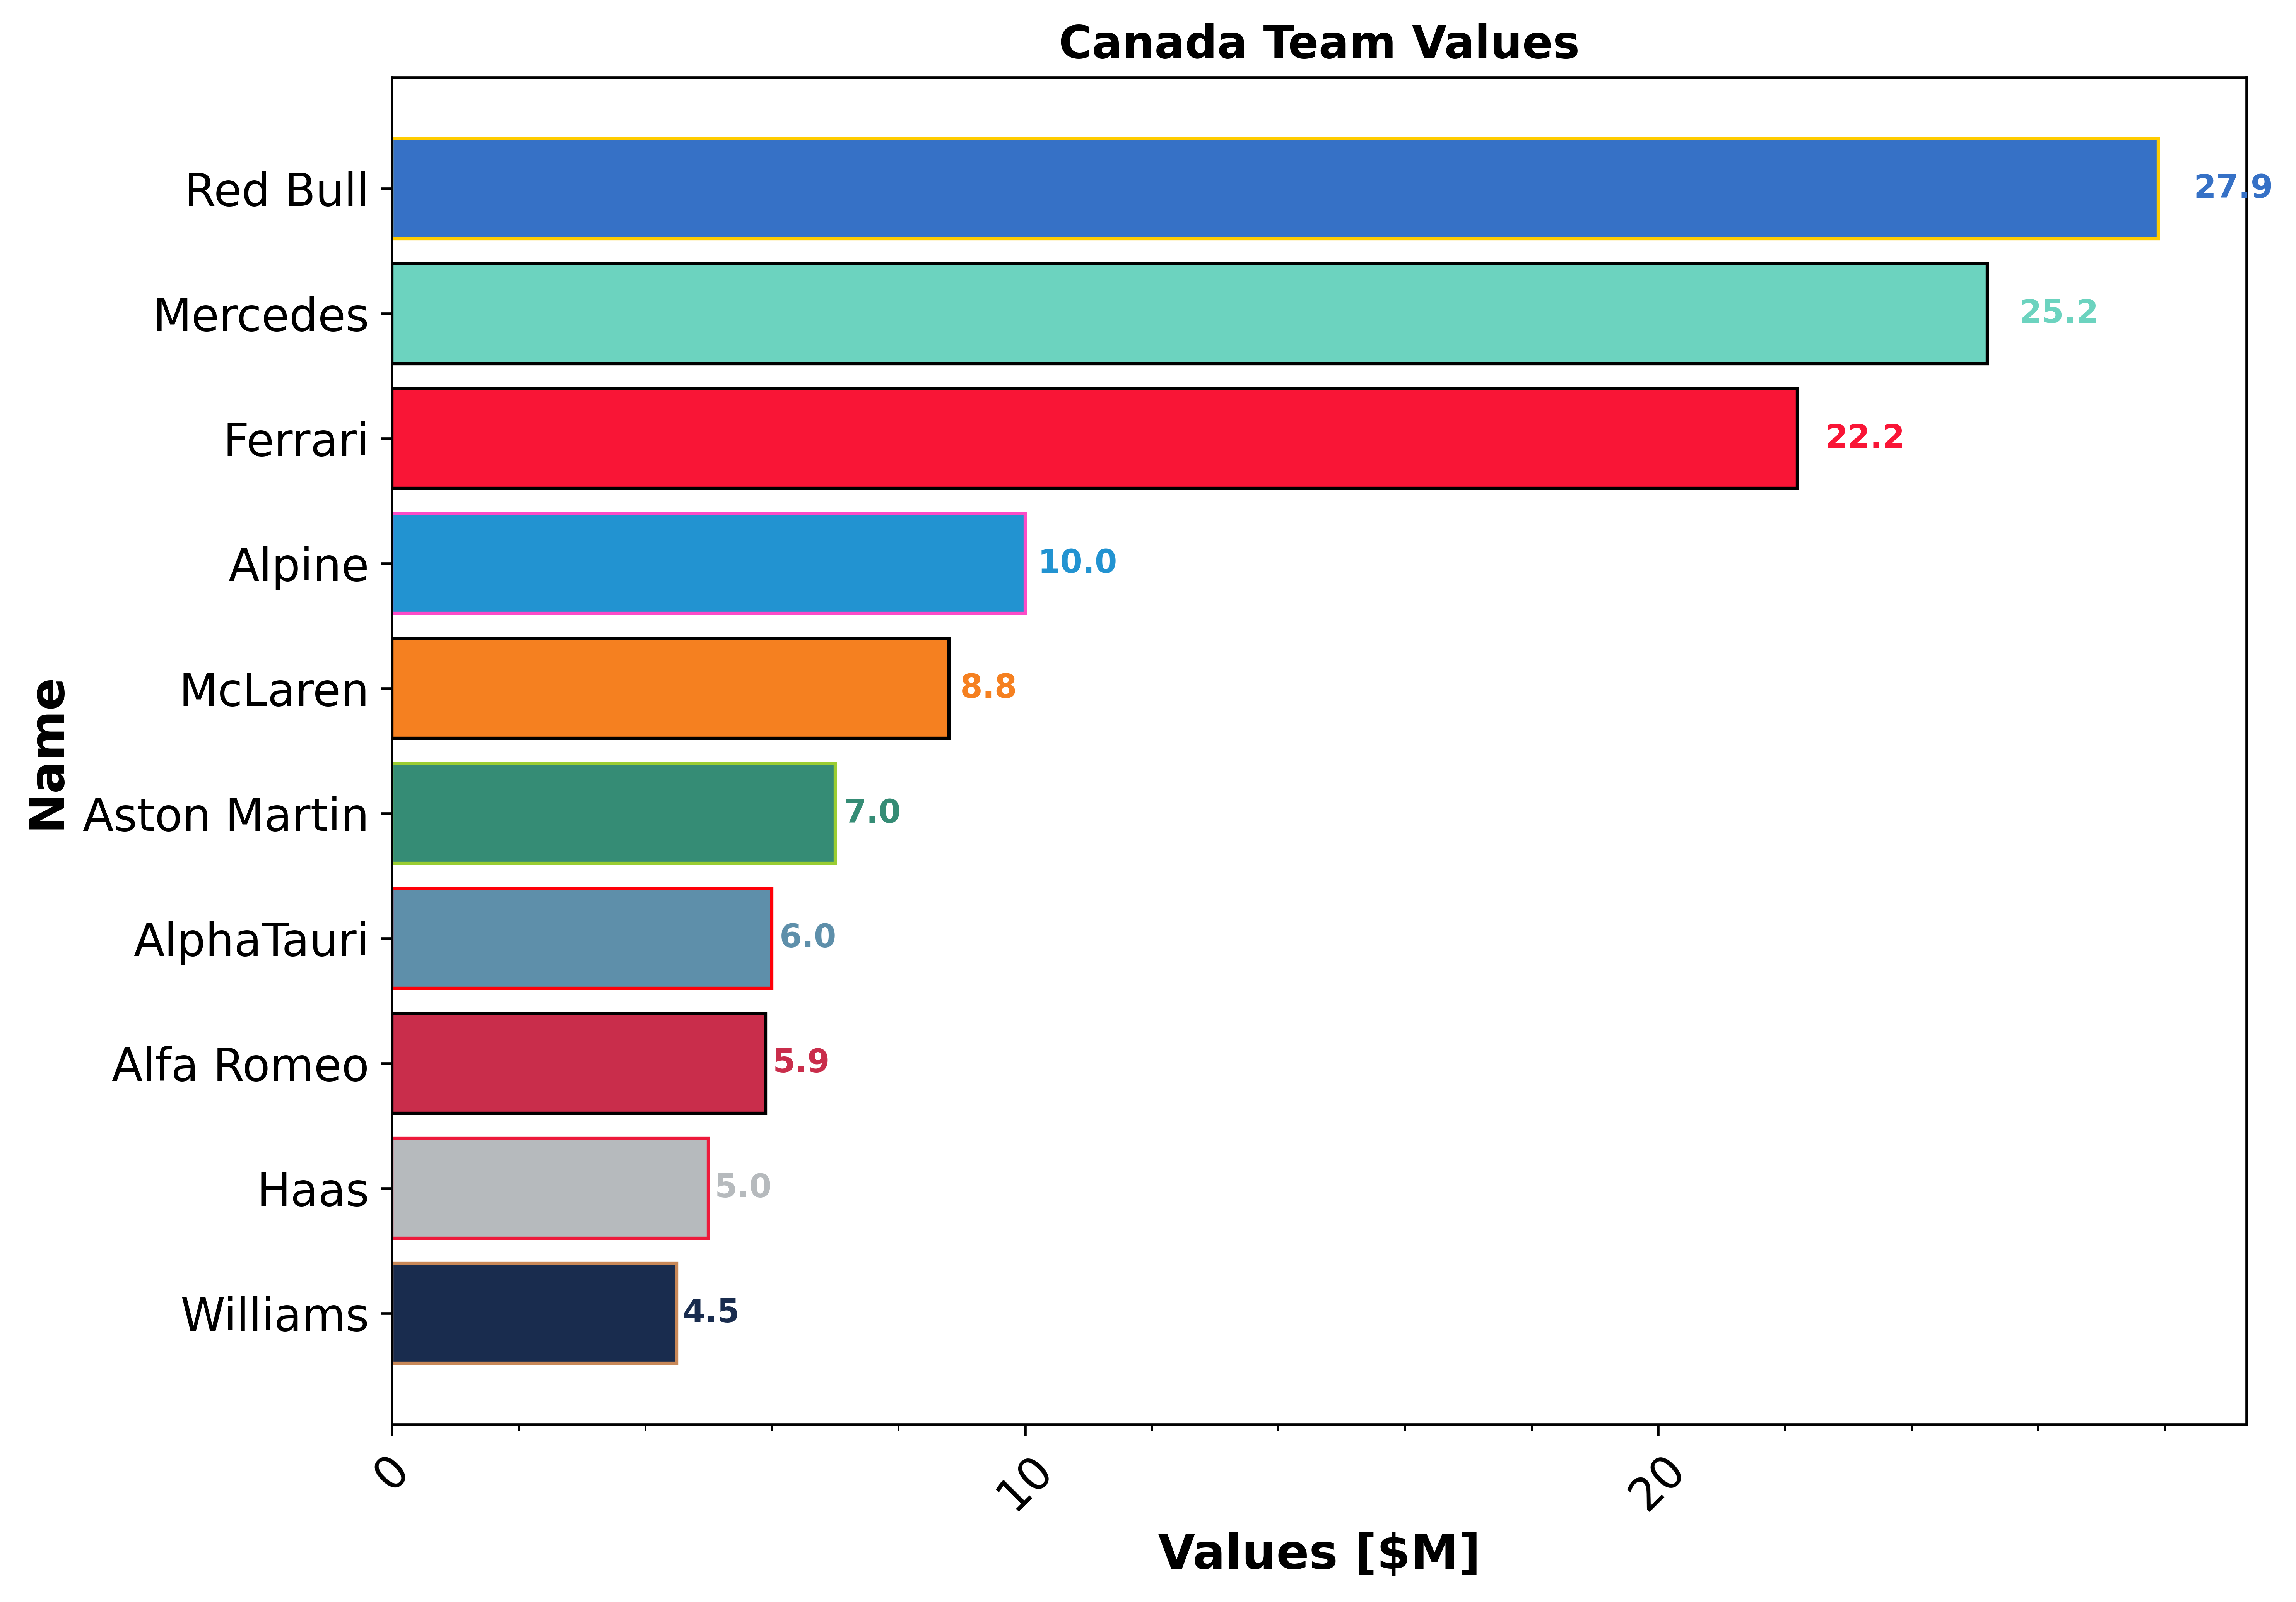 Canada Team Values
Red Bull 27.9
Mercedes 25.2
Ferrari 22.2
Alpine 10.0
McLaren 8.8
Aston Martin 7.0
AlphaTauri 6.0
Alfa Romeo 5.9
Haas 5.0
Williams 4.5
Name
0 10 20
Values [$M]